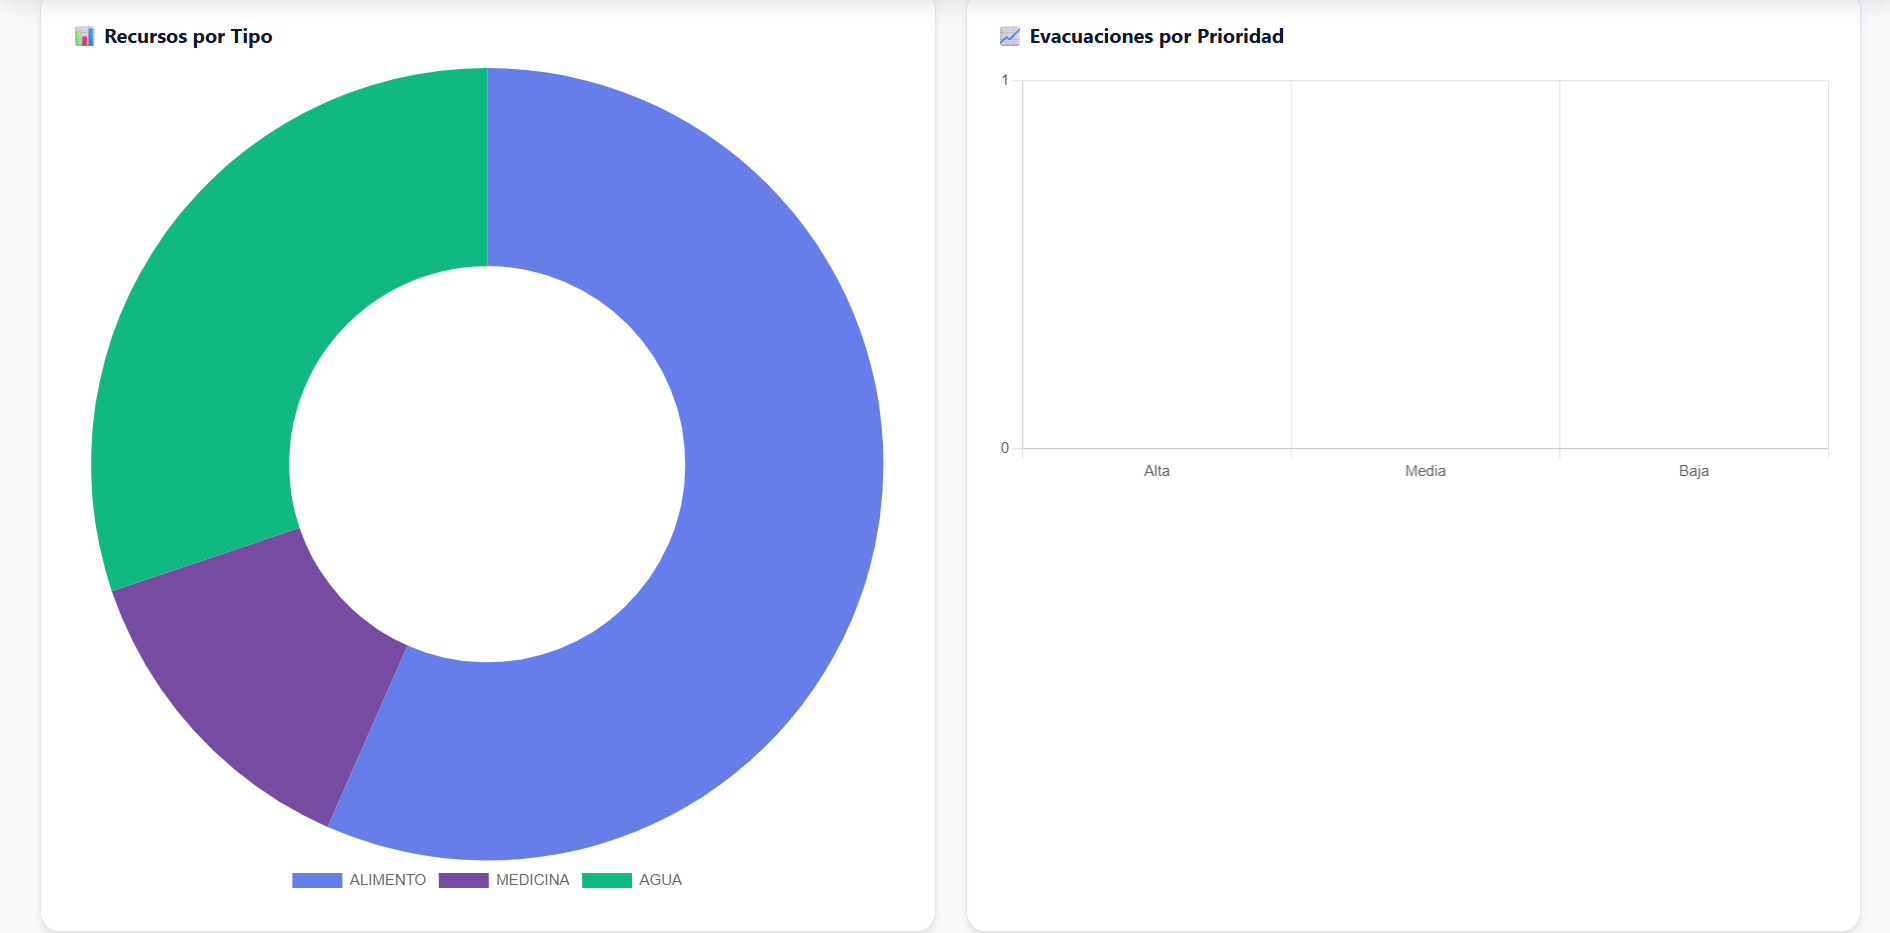 Recursos por Tipo
ALIMENTO MEDICINA AGUA
Evacuaciones por Prioridad
1
0
Alta Media Baja